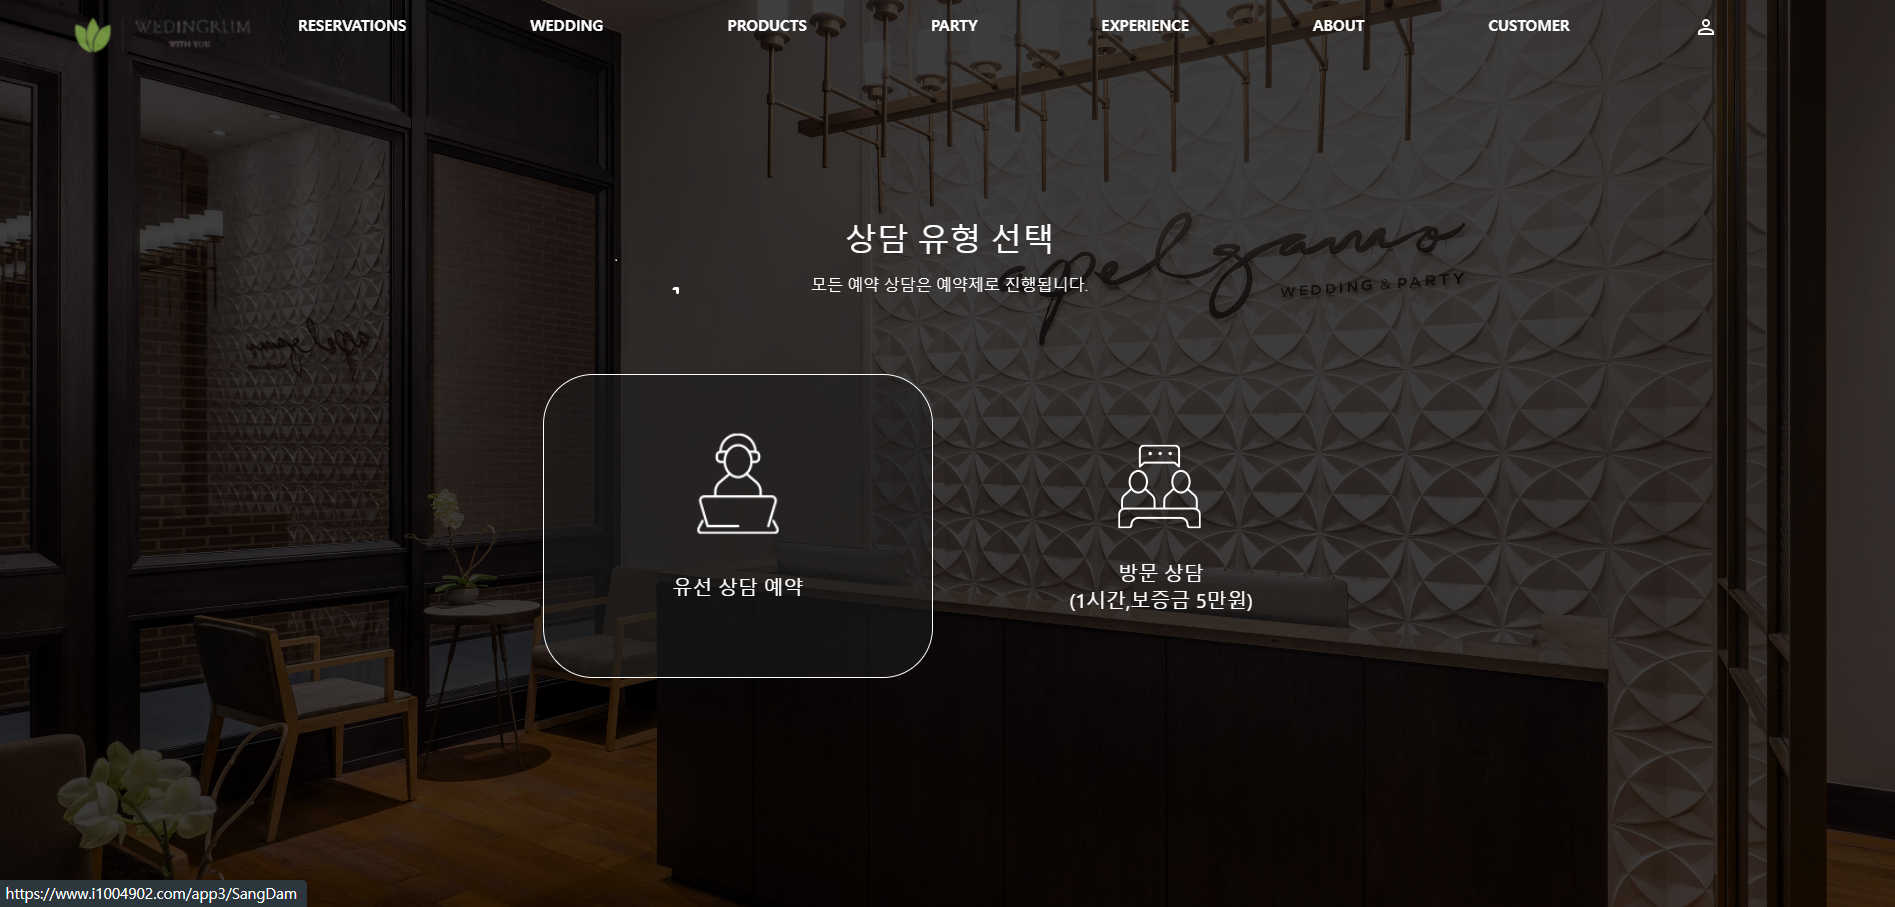 WEDINGRUM
WITH YOU
RESERVATIONS
WEDDING
PRODUCTS
PARTY
EXPERIENCE
ABOUT
CUSTOMER
상담 유형 선택
모든 예약 상담은 예약제로 진행됩니다.
apelgamo
WEDDING & PARTY
유선 상담 예약
방문 상담
(1시간,보증금 5만원)
https://www.i1004902.com/app3/SangDam